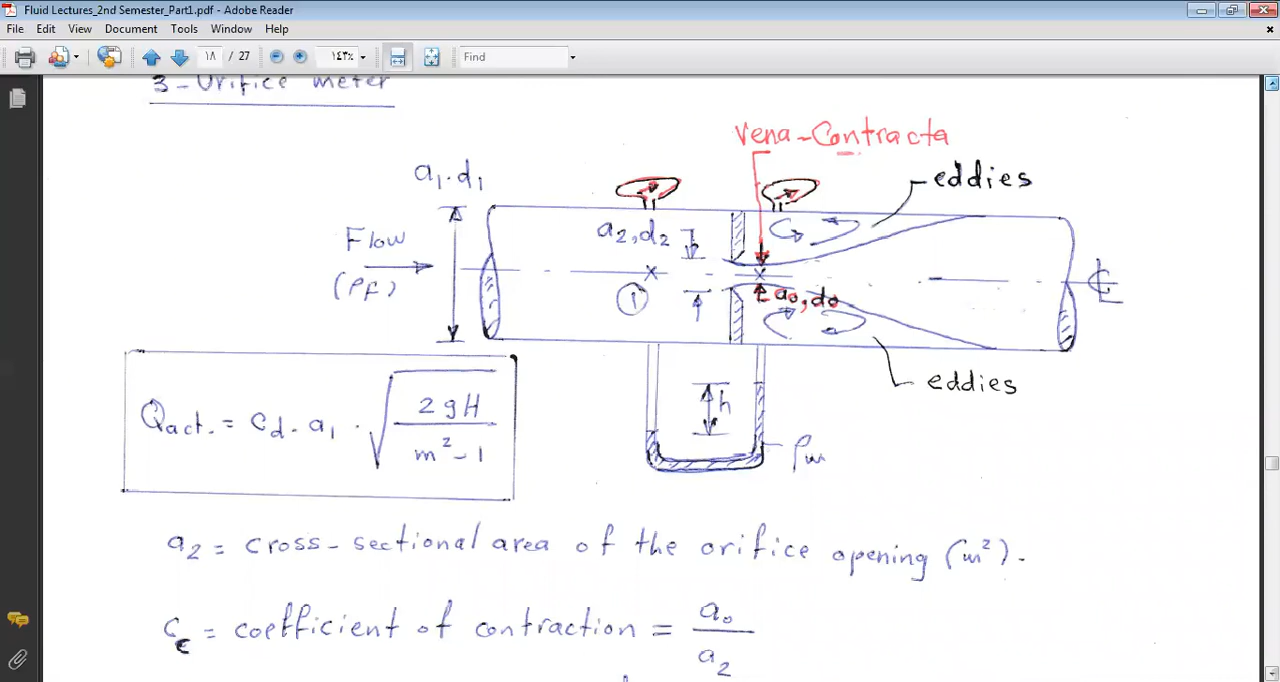 Fluid Lectures_2nd Semester_Part1.pdf - Adobe Reader
File Edit View Document Tools Window Help
١٨ / 27 ١٤٣% Find
3 - Orifice meter
Vena-Contracta
a1. d1
eddies
Flow
a2, d2
(ρF)
1
a0, d0
℄
eddies
h
Qact. = Cd. a1 . √ 2gH / m² - 1
ρm
a2 = cross-sectional area of the orifice opening (m²).
Cc = coefficient of contraction = a0 / a2